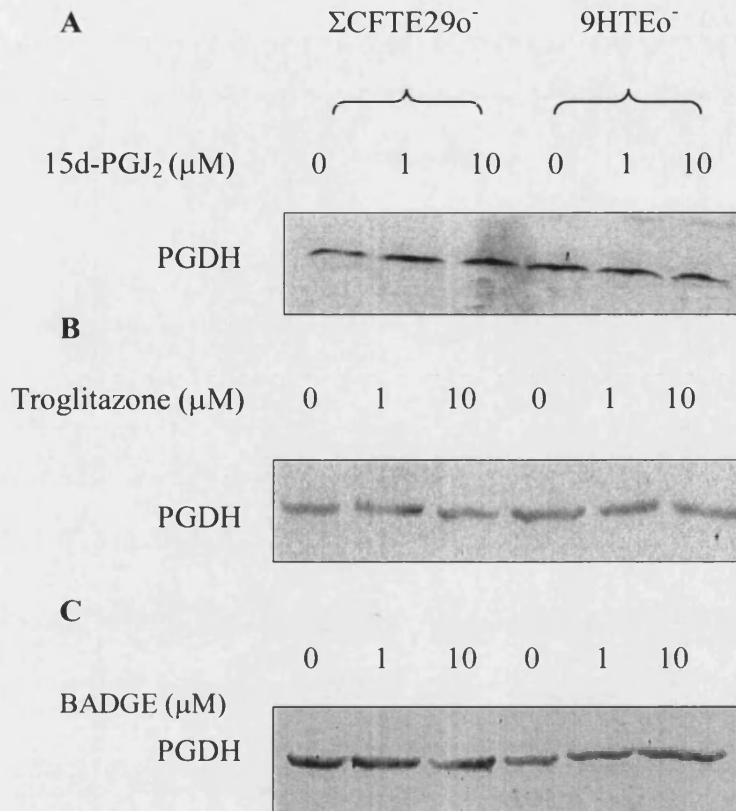 A
ΣCFTE29o⁻ 9HTEo⁻
15d-PGJ₂ (μM) 0 1 10 0 1 10
PGDH
B
Troglitazone (μM) 0 1 10 0 1 10
PGDH
C
0 1 10 0 1 10
BADGE (μM)
PGDH